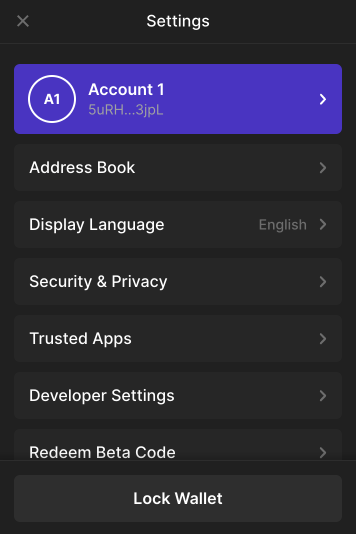 Settings
A1
Account 1
5uRH...3jpL
Address Book
Display Language
English
Security & Privacy
Trusted Apps
Developer Settings
Redeem Beta Code
Lock Wallet